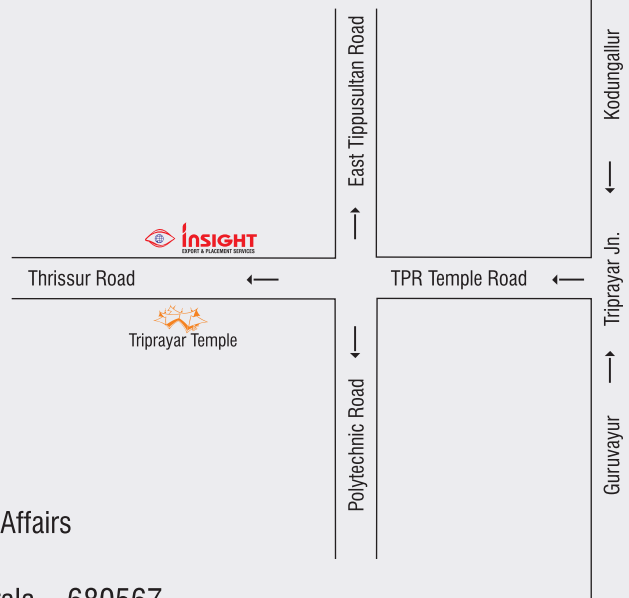 East Tippusultan Road
Kodungallur
iNSIGHT
EXPORT & PLACEMENT SERVICES
Thrissur Road
TPR Temple Road
Triprayar Jn.
Triprayar Temple
Polytechnic Road
Guruvayur
Affairs
680567